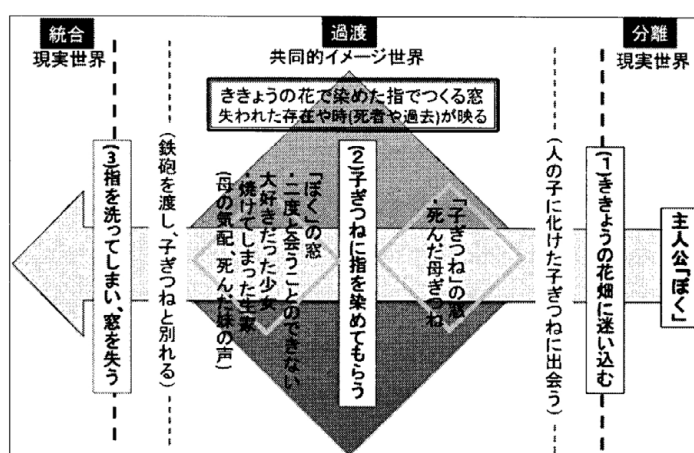 統合
過渡
分離
現実世界
共同的イメージ世界
現実世界
ききょうの花で染めた指でつくる窓
失われた存在や時(死者や過去)が映る
主人公「ぼく」
(1)ききょうの花畑に迷い込む
(人の子に化けた子ぎつねに出会う)
「子ぎつね」の窓
・死んだ母ぎつね
(2)子ぎつねに指を染めてもらう
「ぼく」の窓
・二度と会うことのできない
大好きだった少女
・焼けてしまった生家
(母の気配、死んだ妹の声)
(鉄砲を渡し、子ぎつねと別れる)
(3)指を洗ってしまい、窓を失う